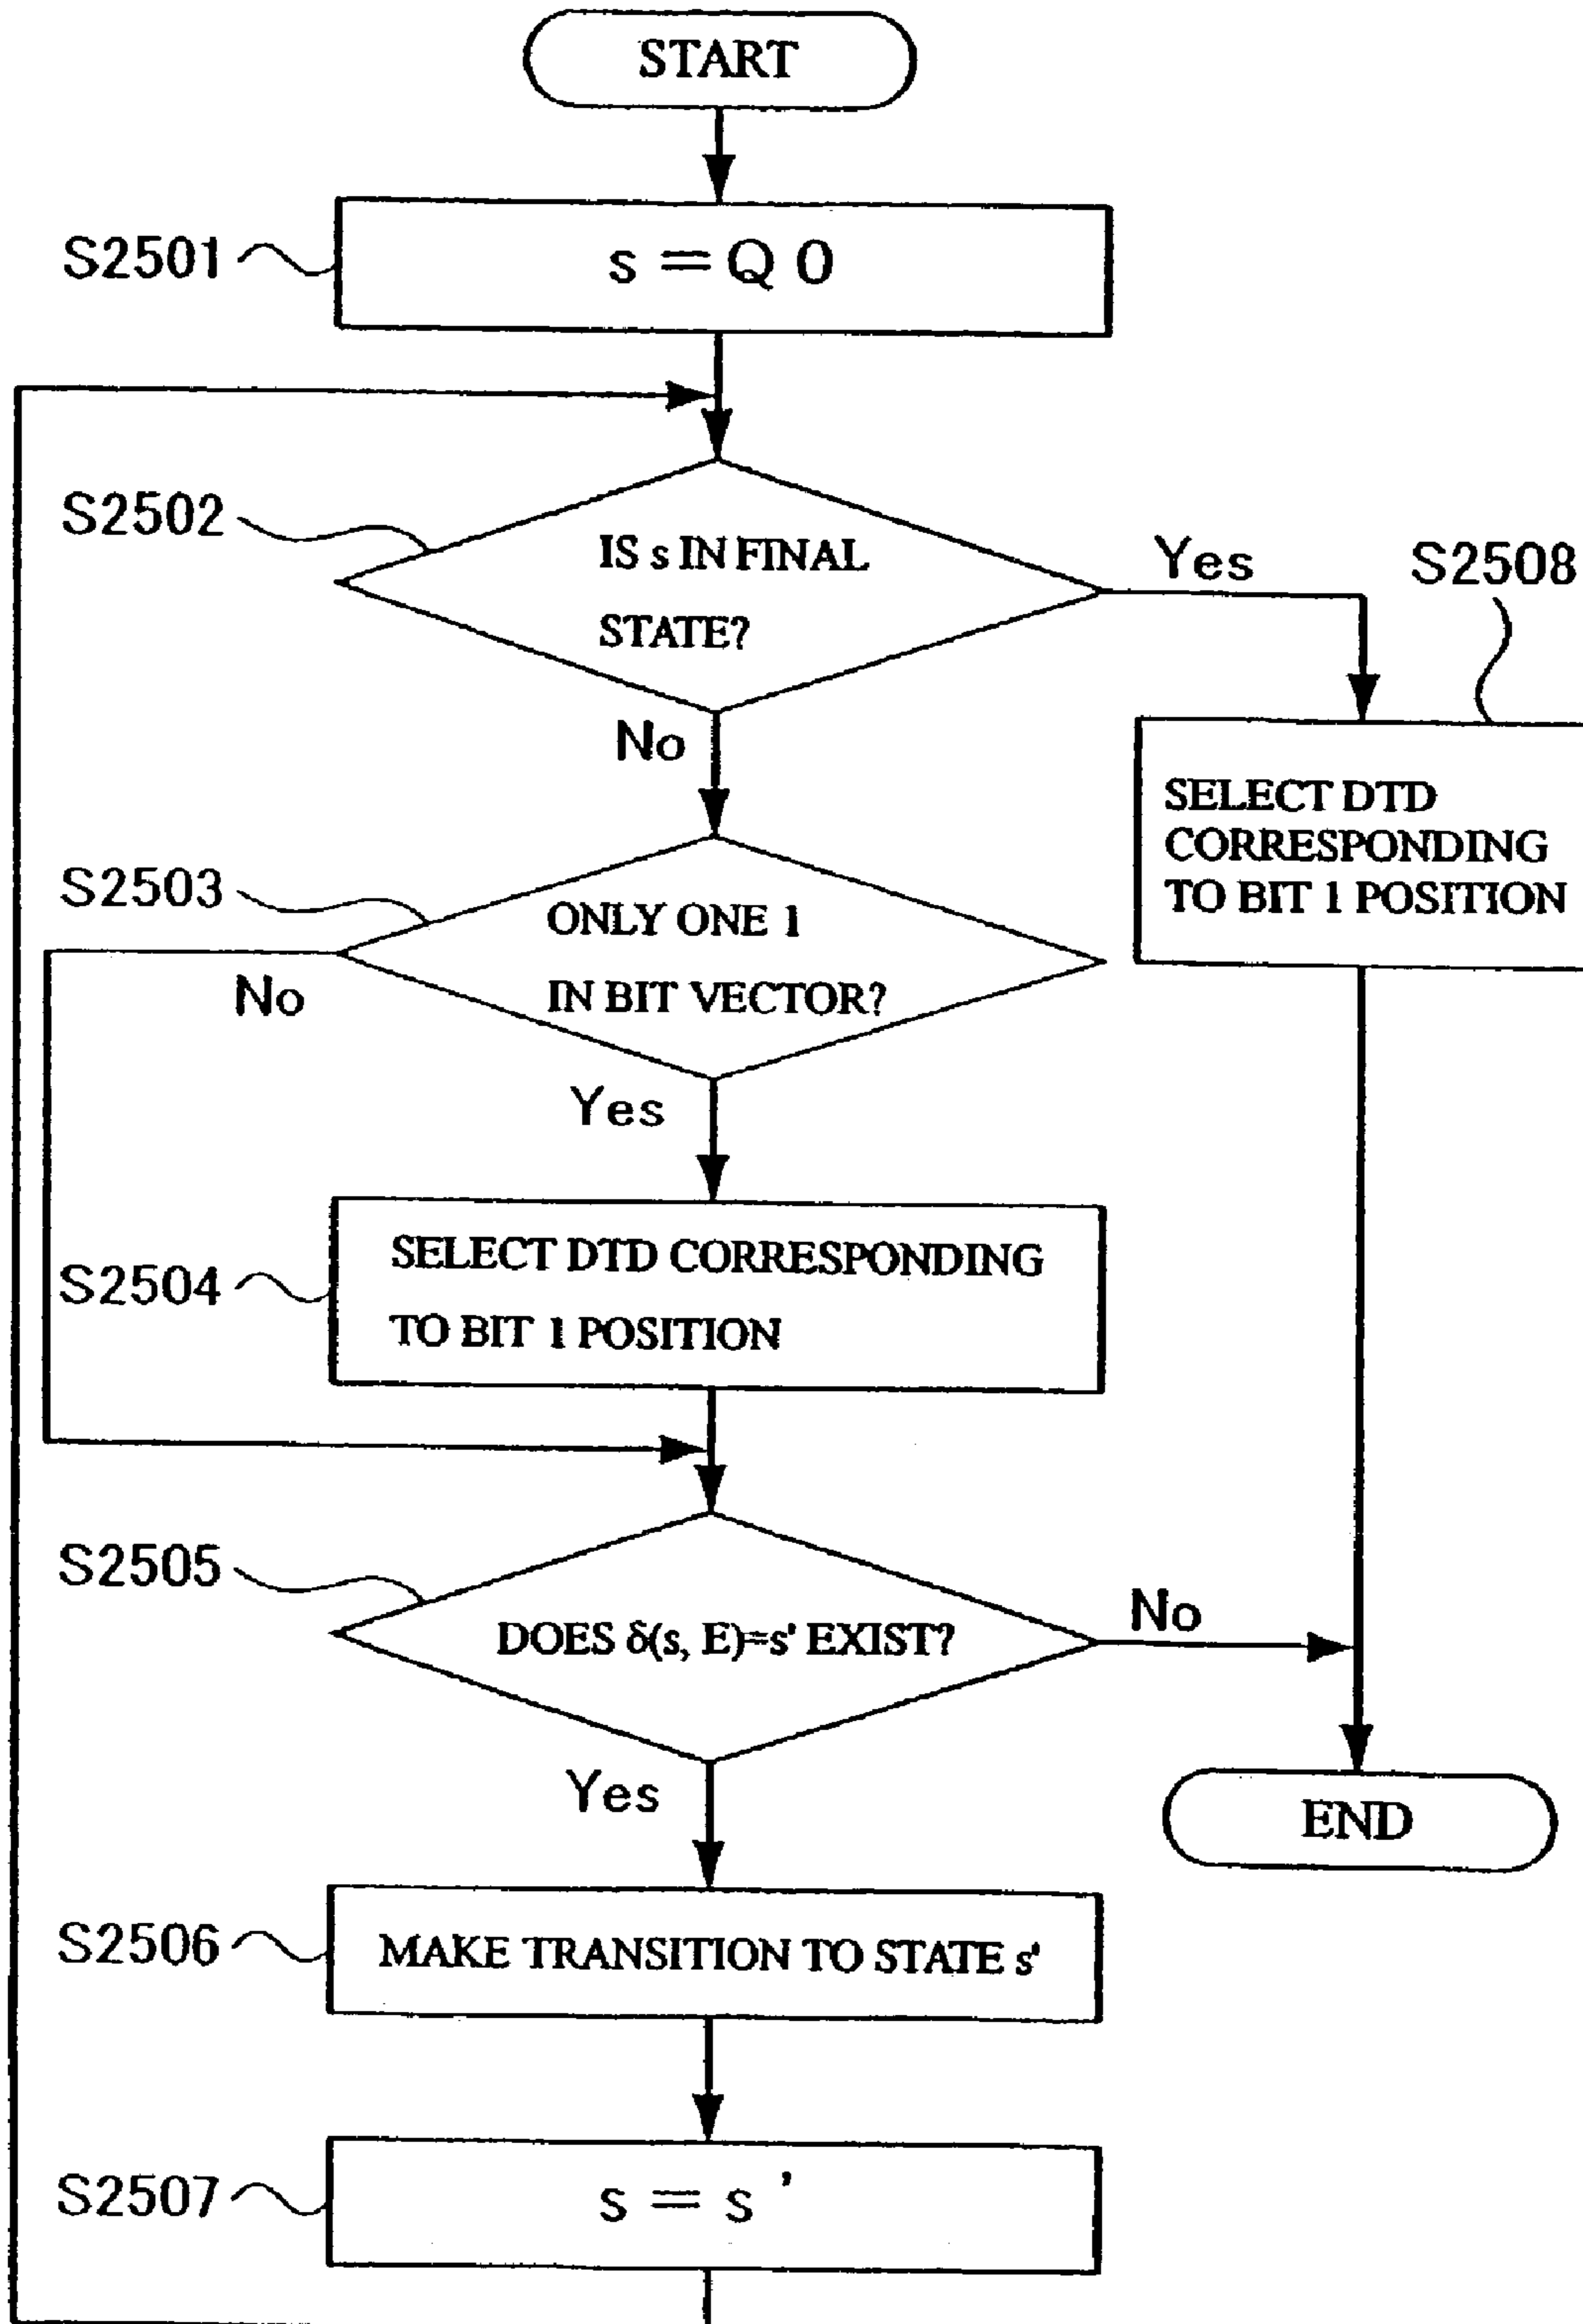 START
S2501
s = Q 0
S2502
IS s IN FINAL
STATE?
Yes
S2508
No
SELECT DTD
CORRESPONDING
TO BIT 1 POSITION
S2503
ONLY ONE 1
IN BIT VECTOR?
No
Yes
S2504
SELECT DTD CORRESPONDING
TO BIT 1 POSITION
S2505
DOES δ(s, E)=s' EXIST?
No
Yes
END
S2506
MAKE TRANSITION TO STATE s'
S2507
s = s '